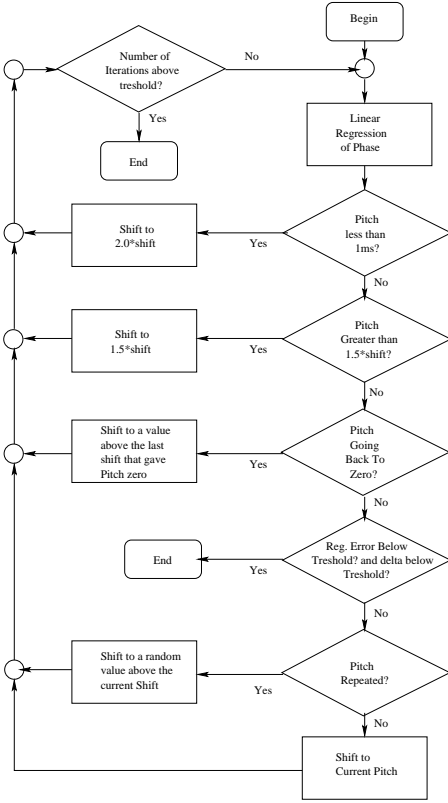 Begin
Number of
Iterations above
treshold?
No
Yes
End
Linear
Regression
of Phase
Pitch
less than
1ms?
Yes
Shift to
2.0*shift
No
Pitch
Greater than
1.5*shift?
Yes
Shift to
1.5*shift
No
Pitch
Going
Back To
Zero?
Yes
Shift to a value
above the last
shift that gave
Pitch zero
No
Reg. Error Below
Treshold? and delta below
Treshold?
Yes
End
No
Pitch
Repeated?
Yes
Shift to a random
value above the
current Shift
No
Shift to
Current Pitch